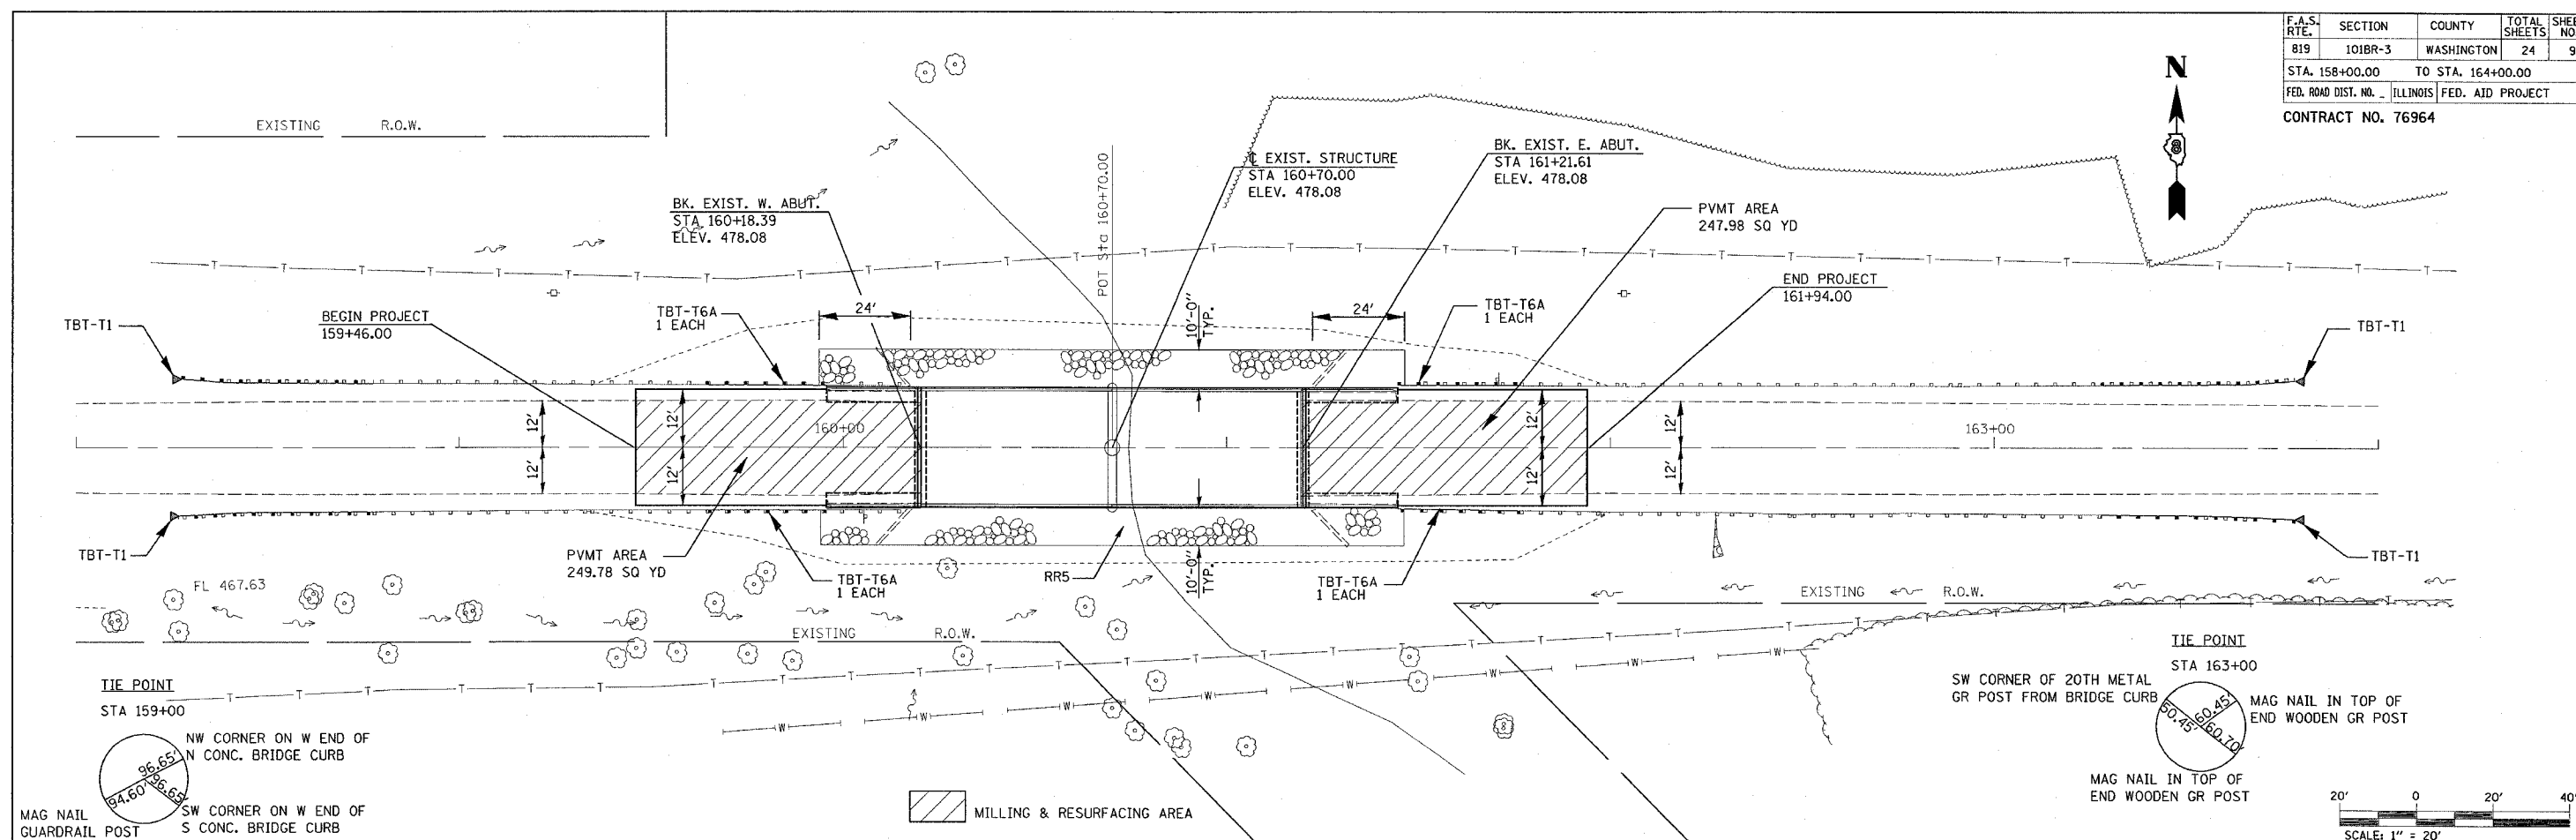 F.A.S. RTE. SECTION COUNTY TOTAL SHEETS
819 101BR-3 WASHINGTON 24 9
STA. 158+00.00 TO STA. 164+00.00
FED. ROAD DIST. NO. _ ILLINOIS FED. AID PROJECT
CONTRACT NO. 76964
N
8
EXISTING R.O.W.
POT Sta 160+70.00
℄ EXIST. STRUCTURE
STA 160+70.00
ELEV. 478.08
BK. EXIST. E. ABUT.
STA 161+21.61
ELEV. 478.08
BK. EXIST. W. ABUT.
STA 160+18.39
ELEV. 478.08
PVMT AREA
247.98 SQ YD
END PROJECT
161+94.00
BEGIN PROJECT
159+46.00
TBT-T1
TBT-T6A
1 EACH
24'
10'-0"
TYP.
24'
TBT-T6A
1 EACH
TBT-T1
12'
12'
12'
12'
160+00
12'
12'
12'
12'
163+00
TBT-T1
PVMT AREA
249.78 SQ YD
TBT-T6A
1 EACH
RR5
10'-0"
TYP.
TBT-T6A
1 EACH
TBT-T1
FL 467.63
EXISTING R.O.W.
EXISTING R.O.W.
TIE POINT
STA 159+00
NW CORNER ON W END OF
N CONC. BRIDGE CURB
96.65'
94.60'
96.65'
SW CORNER ON W END OF
S CONC. BRIDGE CURB
MAG NAIL
GUARDRAIL POST
MILLING & RESURFACING AREA
TIE POINT
STA 163+00
SW CORNER OF 20TH METAL
GR POST FROM BRIDGE CURB
60.45'
50.45'
60.70'
MAG NAIL IN TOP OF
END WOODEN GR POST
MAG NAIL IN TOP OF
END WOODEN GR POST
20' 0 20' 40'
SCALE: 1" = 20'